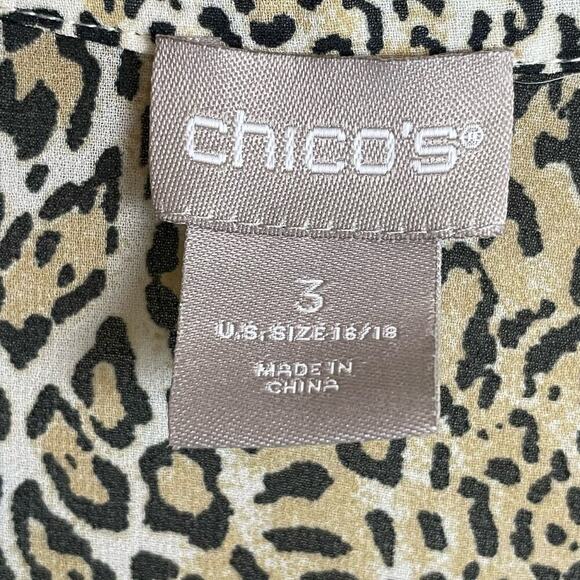 chico's®
3
U.S. SIZE 16/18
MADE IN
CHINA